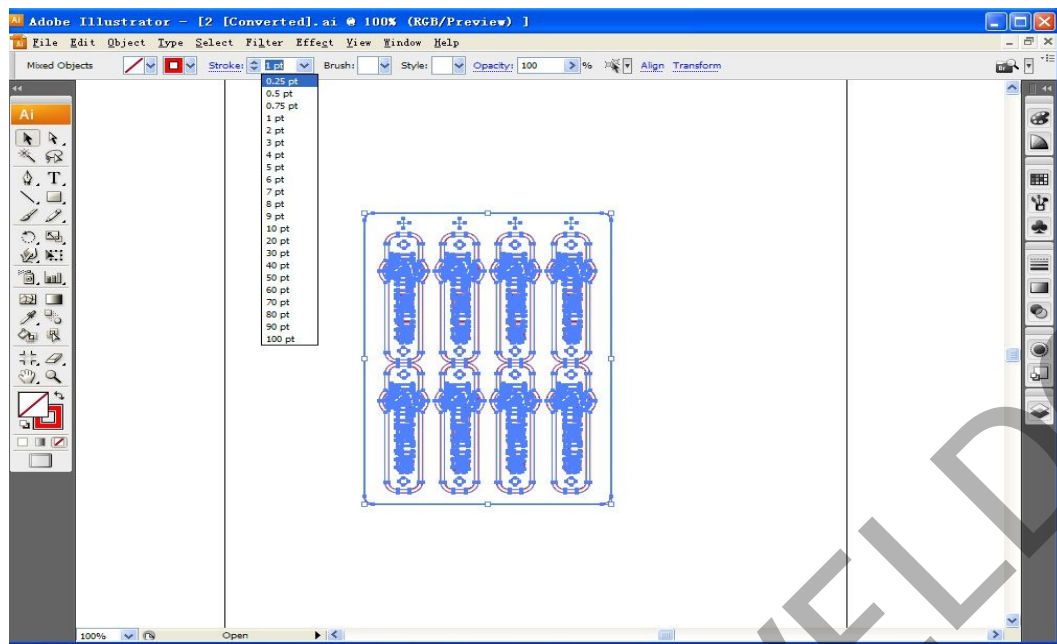 Adobe Illustrator - [2 [Converted].ai @ 100% (RGB/Preview) ]
File Edit Object Type Select Filter Effect View Window Help
Mixed Objects Stroke: 1 pt Brush: Style: Opacity: 100 % Align Transform
0.25 pt
0.5 pt
0.75 pt
1 pt
2 pt
3 pt
4 pt
5 pt
6 pt
7 pt
8 pt
9 pt
10 pt
20 pt
30 pt
40 pt
50 pt
60 pt
70 pt
80 pt
90 pt
100 pt
Ai
T
100% Open